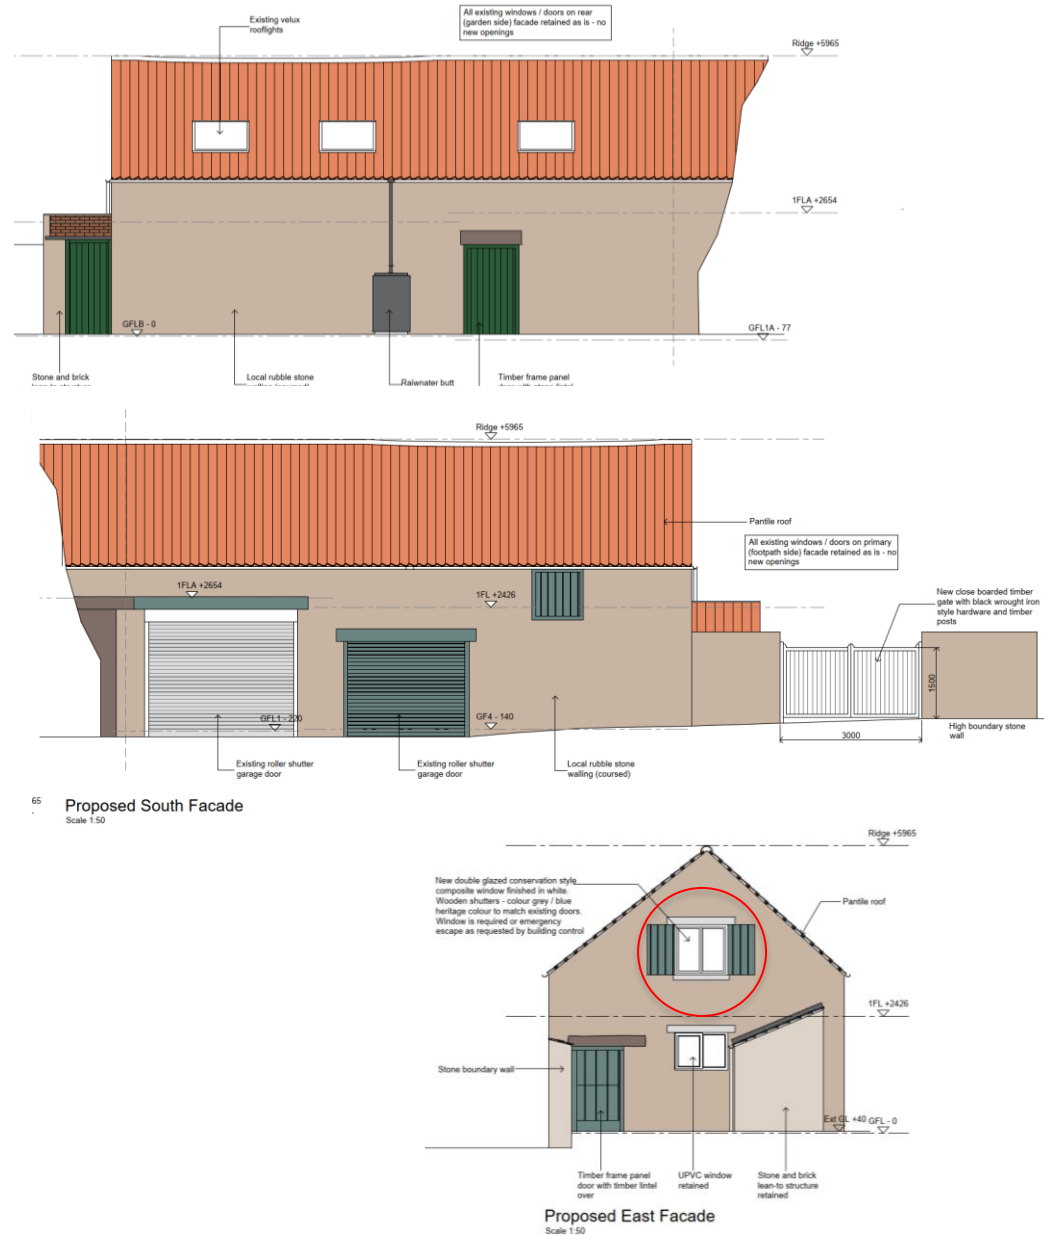 Existing velux
rooflights
All existing windows / doors on rear
(garden side) facade retained as is - no
new openings
Ridge +5965
1FLA +2654
GFLB - 0
GFL1A - 77
Stone and brick
Local rubble stone
Raiwnater butt
Timber frame panel
Ridge +5965
Pantile roof
All existing windows / doors on primary
(footpath side) facade retained as is - no
new openings
1FLA +2654
1FL +2426
New close boarded timber
gate with black wrought iron
style hardware and timber
posts
1500
GFL1 - 220
GF4 - 140
3000
High boundary stone
wall
Existing roller shutter
garage door
Existing roller shutter
garage door
Local rubble stone
walling (coursed)
65
Proposed South Facade
Scale 1:50
Ridge +5965
New double glazed conservation style
composite window finished in white.
Wooden shutters - colour grey / blue
heritage colour to match existing doors.
Window is required or emergency
escape as requested by building control
Pantile roof
1FL +2426
Stone boundary wall
Ext GL +40
GFL - 0
Timber frame panel
door with timber lintel
over
UPVC window
retained
Stone and brick
lean-to structure
retained
Proposed East Facade
Scale 1:50